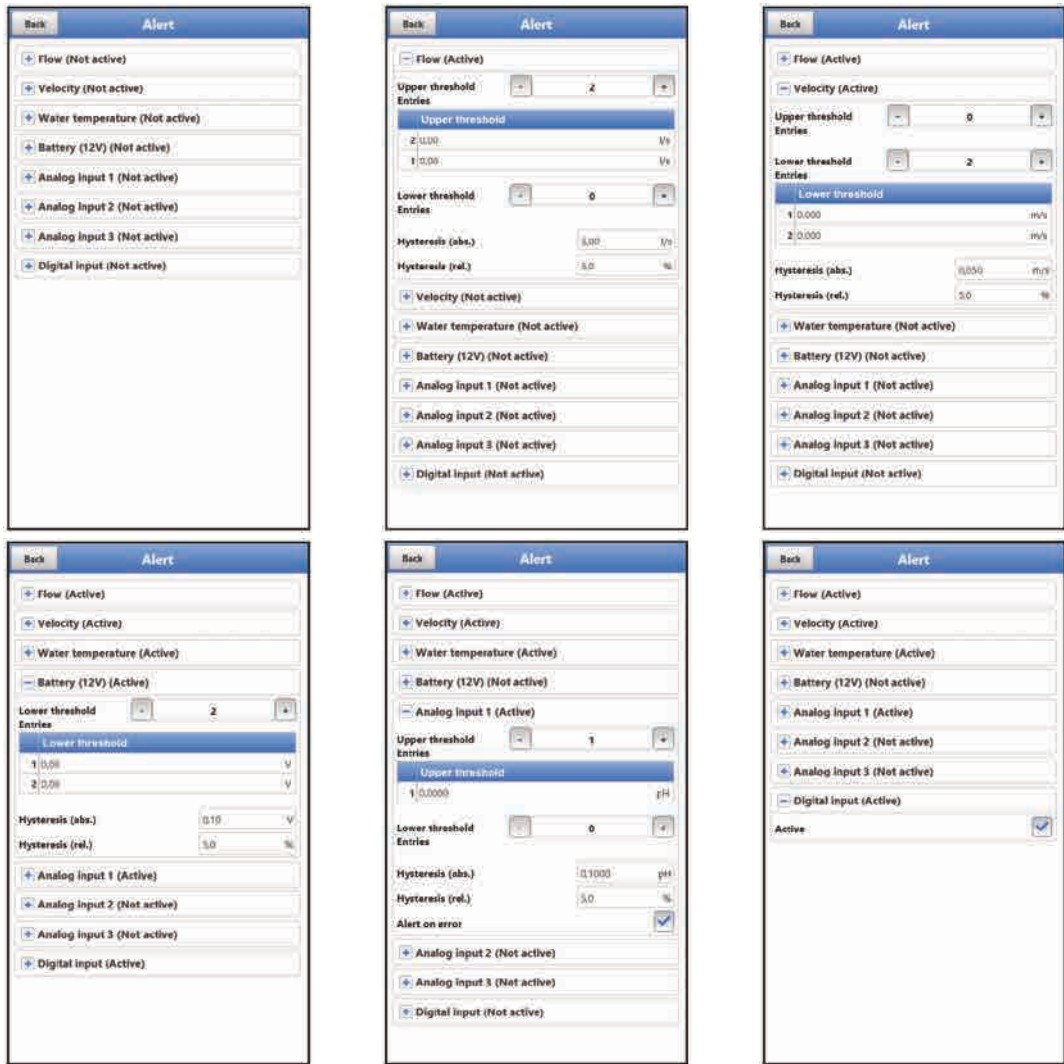 Back Alert
+ Flow (Not active)
+ Velocity (Not active)
+ Water temperature (Not active)
+ Battery (12V) (Not active)
+ Analog input 1 (Not active)
+ Analog input 2 (Not active)
+ Analog input 3 (Not active)
+ Digital input (Not active)
Back Alert
− Flow (Active)
Upper threshold - 2 +
Entries
Upper threshold
2 0,00 l/s
1 0,00 l/s
Lower threshold - 0 +
Entries
Hysteresis (abs.) 5,00 l/s
Hysteresis (rel.) 5,0 %
+ Velocity (Not active)
+ Water temperature (Not active)
+ Battery (12V) (Not active)
+ Analog input 1 (Not active)
+ Analog input 2 (Not active)
+ Analog input 3 (Not active)
+ Digital input (Not active)
Back Alert
+ Flow (Active)
− Velocity (Active)
Upper threshold - 0 +
Entries
Lower threshold - 2 +
Entries
Lower threshold
1 0.000 m/s
2 0.000 m/s
Hysteresis (abs.) 0,050 m/s
Hysteresis (rel.) 5.0 %
+ Water temperature (Not active)
+ Battery (12V) (Not active)
+ Analog input 1 (Not active)
+ Analog input 2 (Not active)
+ Analog input 3 (Not active)
+ Digital input (Not active)
Back Alert
+ Flow (Active)
+ Velocity (Active)
+ Water temperature (Active)
− Battery (12V) (Active)
Lower threshold - 2 +
Entries
Lower threshold
1 0,00 V
2 0,00 V
Hysteresis (abs.) 0.10 V
Hysteresis (rel.) 5,0 %
+ Analog input 1 (Active)
+ Analog input 2 (Not active)
+ Analog input 3 (Not active)
+ Digital input (Active)
Back Alert
+ Flow (Active)
+ Velocity (Active)
+ Water temperature (Active)
+ Battery (12V) (Not active)
− Analog input 1 (Active)
Upper threshold - 1 +
Entries
Upper threshold
1 0,0000 pH
Lower threshold - 0 +
Entries
Hysteresis (abs.) 0,1000 pH
Hysteresis (rel.) 5,0 %
Alert on error
+ Analog input 2 (Not active)
+ Analog input 3 (Not active)
+ Digital input (Not active)
Back Alert
+ Flow (Active)
+ Velocity (Active)
+ Water temperature (Active)
+ Battery (12V) (Not active)
+ Analog input 1 (Active)
+ Analog input 2 (Not active)
+ Analog input 3 (Not active)
− Digital input (Active)
Active